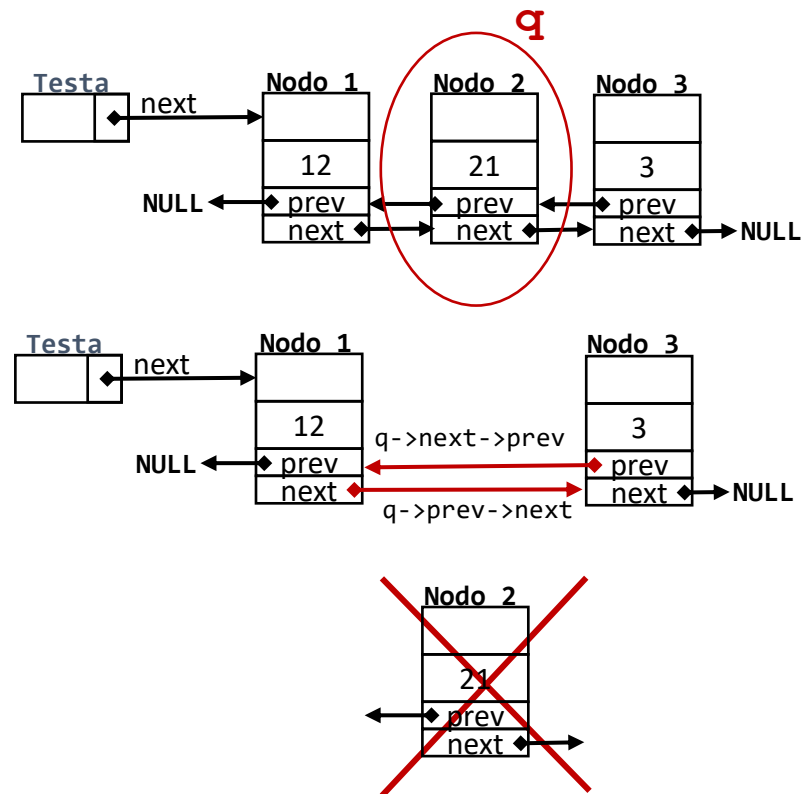 q
Testa Nodo 1 Nodo 2 Nodo 3
next
12 21 3
NULL prev prev prev
next next next NULL
Testa Nodo 1 Nodo 3
next
12 3
q->next->prev
NULL prev prev
next next NULL
q->prev->next
Nodo 2
21
prev
next